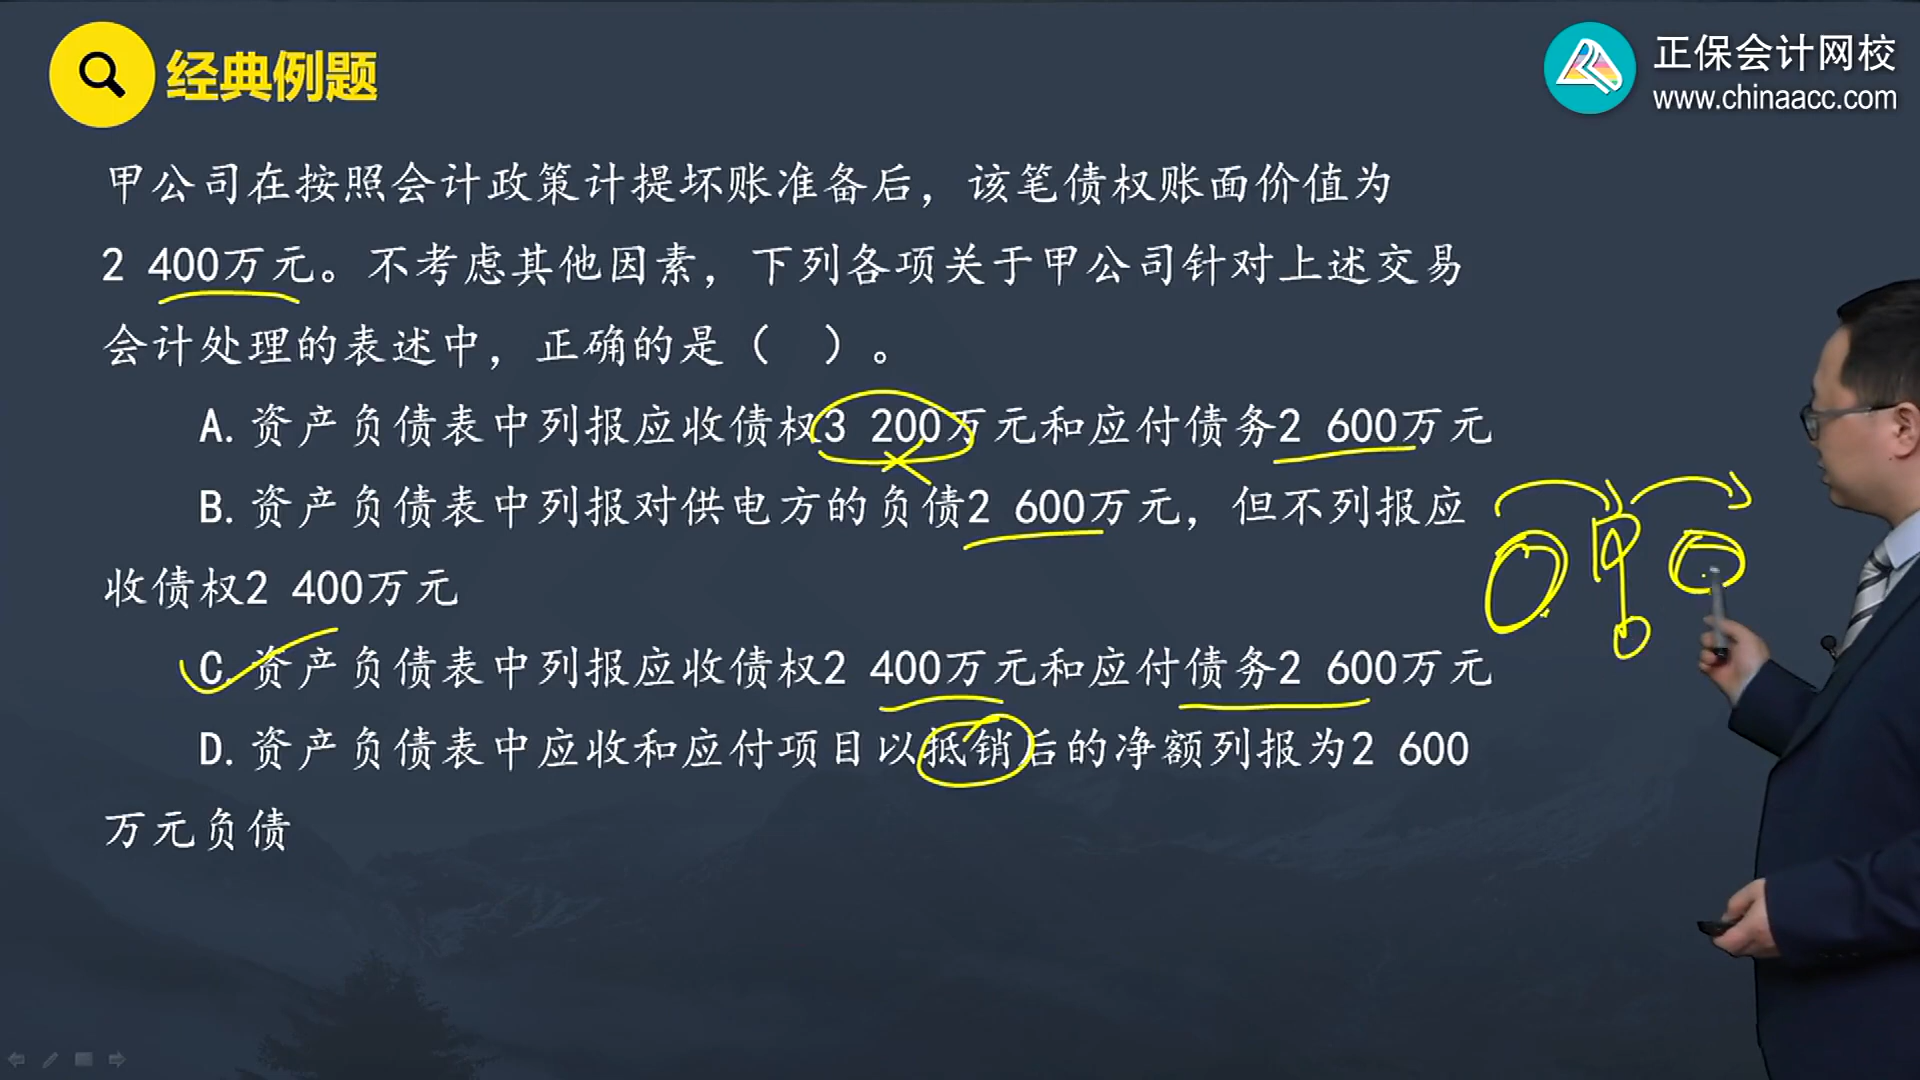 经典例题
正保会计网校
www.chinaacc.com
甲公司在按照会计政策计提坏账准备后，该笔债权账面价值为
2 400万元。不考虑其他因素，下列各项关于甲公司针对上述交易
会计处理的表述中，正确的是（ ）。
A. 资产负债表中列报应收债权3 200万元和应付债务2 600万元
B. 资产负债表中列报对供电方的负债2 600万元，但不列报应
收债权2 400万元
C. 资产负债表中列报应收债权2 400万元和应付债务2 600万元
D. 资产负债表中应收和应付项目以抵销后的净额列报为2 600
万元负债
甲